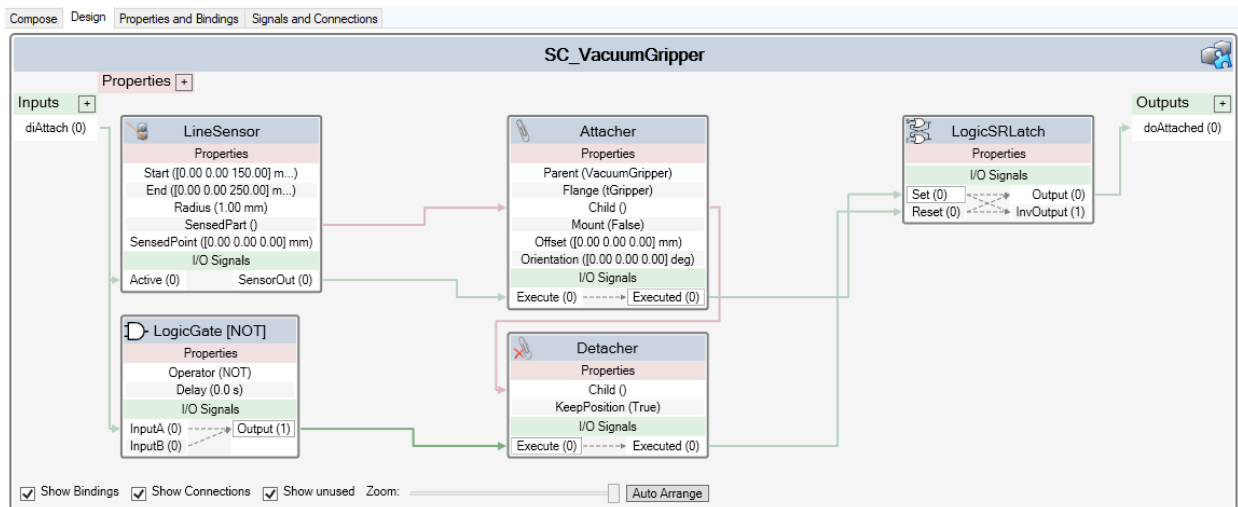 Compose Design Properties and Bindings Signals and Connections
SC_VacuumGripper
Properties +
Inputs +
diAttach (0)
LineSensor
Properties
Start ([0.00 0.00 150.00] m...)
End ([0.00 0.00 250.00] m...)
Radius (1.00 mm)
SensedPart ()
SensedPoint ([0.00 0.00 0.00] mm)
I/O Signals
Active (0) SensorOut (0)
LogicGate [NOT]
Properties
Operator (NOT)
Delay (0.0 s)
I/O Signals
InputA (0) Output (1)
InputB (0)
Attacher
Properties
Parent (VacuumGripper)
Flange (tGripper)
Child ()
Mount (False)
Offset ([0.00 0.00 0.00] mm)
Orientation ([0.00 0.00 0.00] deg)
I/O Signals
Execute (0) Executed (0)
Detacher
Properties
Child ()
KeepPosition (True)
I/O Signals
Execute (0) Executed (0)
LogicSRLatch
Properties
I/O Signals
Set (0) Output (0)
Reset (0) InvOutput (1)
Outputs +
doAttached (0)
Show Bindings Show Connections Show unused Zoom: Auto Arrange